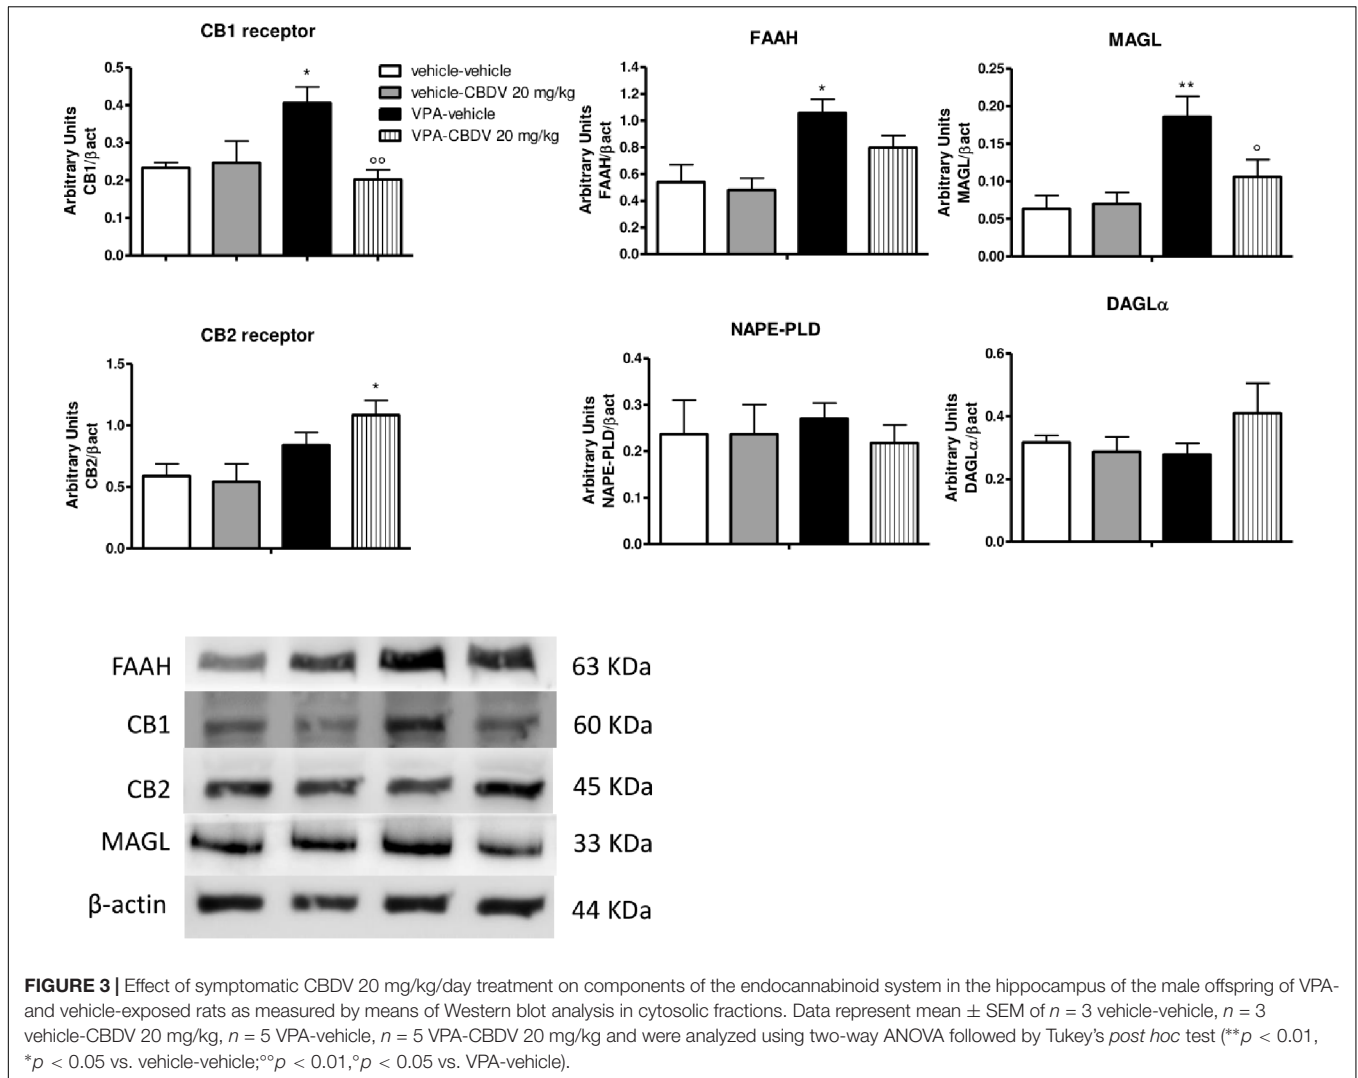 CB1 receptor
Arbitrary Units
CB1/βact
0.5
0.4
0.3
0.2
0.1
0.0
*
°°
vehicle-vehicle
vehicle-CBDV 20 mg/kg
VPA-vehicle
VPA-CBDV 20 mg/kg
FAAH
Arbitrary Units
FAAH/βact
1.4
1.2
1.0
0.8
0.6
0.4
0.2
0.0
*
MAGL
Arbitrary Units
MAGL/βact
0.25
0.20
0.15
0.10
0.05
0.00
**
°
CB2 receptor
Arbitrary Units
CB2/βact
1.5
1.0
0.5
0.0
*
NAPE-PLD
Arbitrary Units
NAPE-PLD/βact
0.4
0.3
0.2
0.1
0.0
DAGLα
Arbitrary Units
DAGLα/βact
0.6
0.4
0.2
0.0
FAAH 63 KDa
CB1 60 KDa
CB2 45 KDa
MAGL 33 KDa
β-actin 44 KDa
FIGURE 3 | Effect of symptomatic CBDV 20 mg/kg/day treatment on components of the endocannabinoid system in the hippocampus of the male offspring of VPA-
and vehicle-exposed rats as measured by means of Western blot analysis in cytosolic fractions. Data represent mean ± SEM of n = 3 vehicle-vehicle, n = 3
vehicle-CBDV 20 mg/kg, n = 5 VPA-vehicle, n = 5 VPA-CBDV 20 mg/kg and were analyzed using two-way ANOVA followed by Tukey's post hoc test (**p < 0.01,
*p < 0.05 vs. vehicle-vehicle;°°p < 0.01,°p < 0.05 vs. VPA-vehicle).